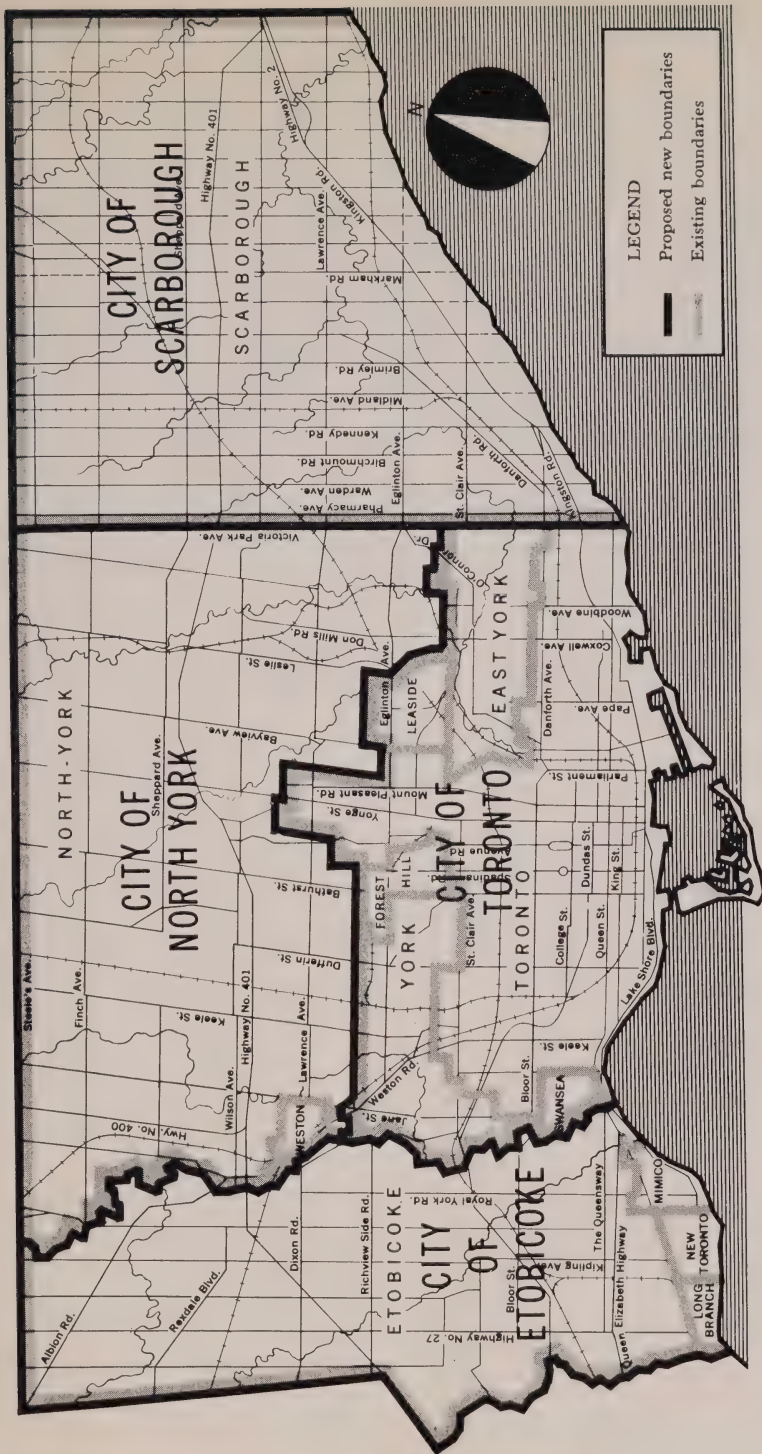 CITY OF
SCARBOROUGH
Sheppard Ave.
Highway No. 401
SCARBOROUGH
Highway No. 2
Kingston Rd.
Lawrence Ave.
Markham Rd.
Brimley Rd.
Midland Ave.
Kennedy Rd.
Birchmount Rd.
Warden Ave.
Pharmacy Ave.
Eglinton Ave.
St. Clair Ave.
Danforth Rd.
Kingston Rd.
N
LEGEND
Proposed new boundaries
Existing boundaries
Victoria Park Ave.
Don Mills Rd.
Leslie St.
Bayview Ave.
NORTH-YORK
CITY OF
Sheppard Ave.
NORTH YORK
Bathurst St.
Dufferin St.
Keele St.
Steele's Ave.
Finch Ave.
Highway No. 401
Wilson Ave.
Lawrence Ave.
Hwy. No. 400
WESTON
O'Connor
Dr.
Eglinton Ave.
LEASIDE
EAST YORK
Woodbine Ave.
Coxwell Ave.
Danforth Ave.
Pape Ave.
Parliament St.
Mount Pleasant Rd.
Yonge St.
CITY OF
TORONTO
Avenue Rd.
Spadina Rd.
FOREST
HILL
YORK
St. Clair Ave.
TORONTO
Dundas St.
King St.
College St.
Queen St.
Lake Shore Blvd.
Keele St.
Bloor St.
Weston Rd.
Jane St.
SWANSEA
Albion Rd.
Rexdale Blvd.
Dixon Rd.
Richview Side Rd.
ETOBICOKE
Royal York Rd.
CITY
OF
ETOBICOKE
Bloor St.
Kipling Ave.
Highway No. 27
The Queensway
Queen Elizabeth Highway
MIMICO
NEW
TORONTO
LONG
BRANCH